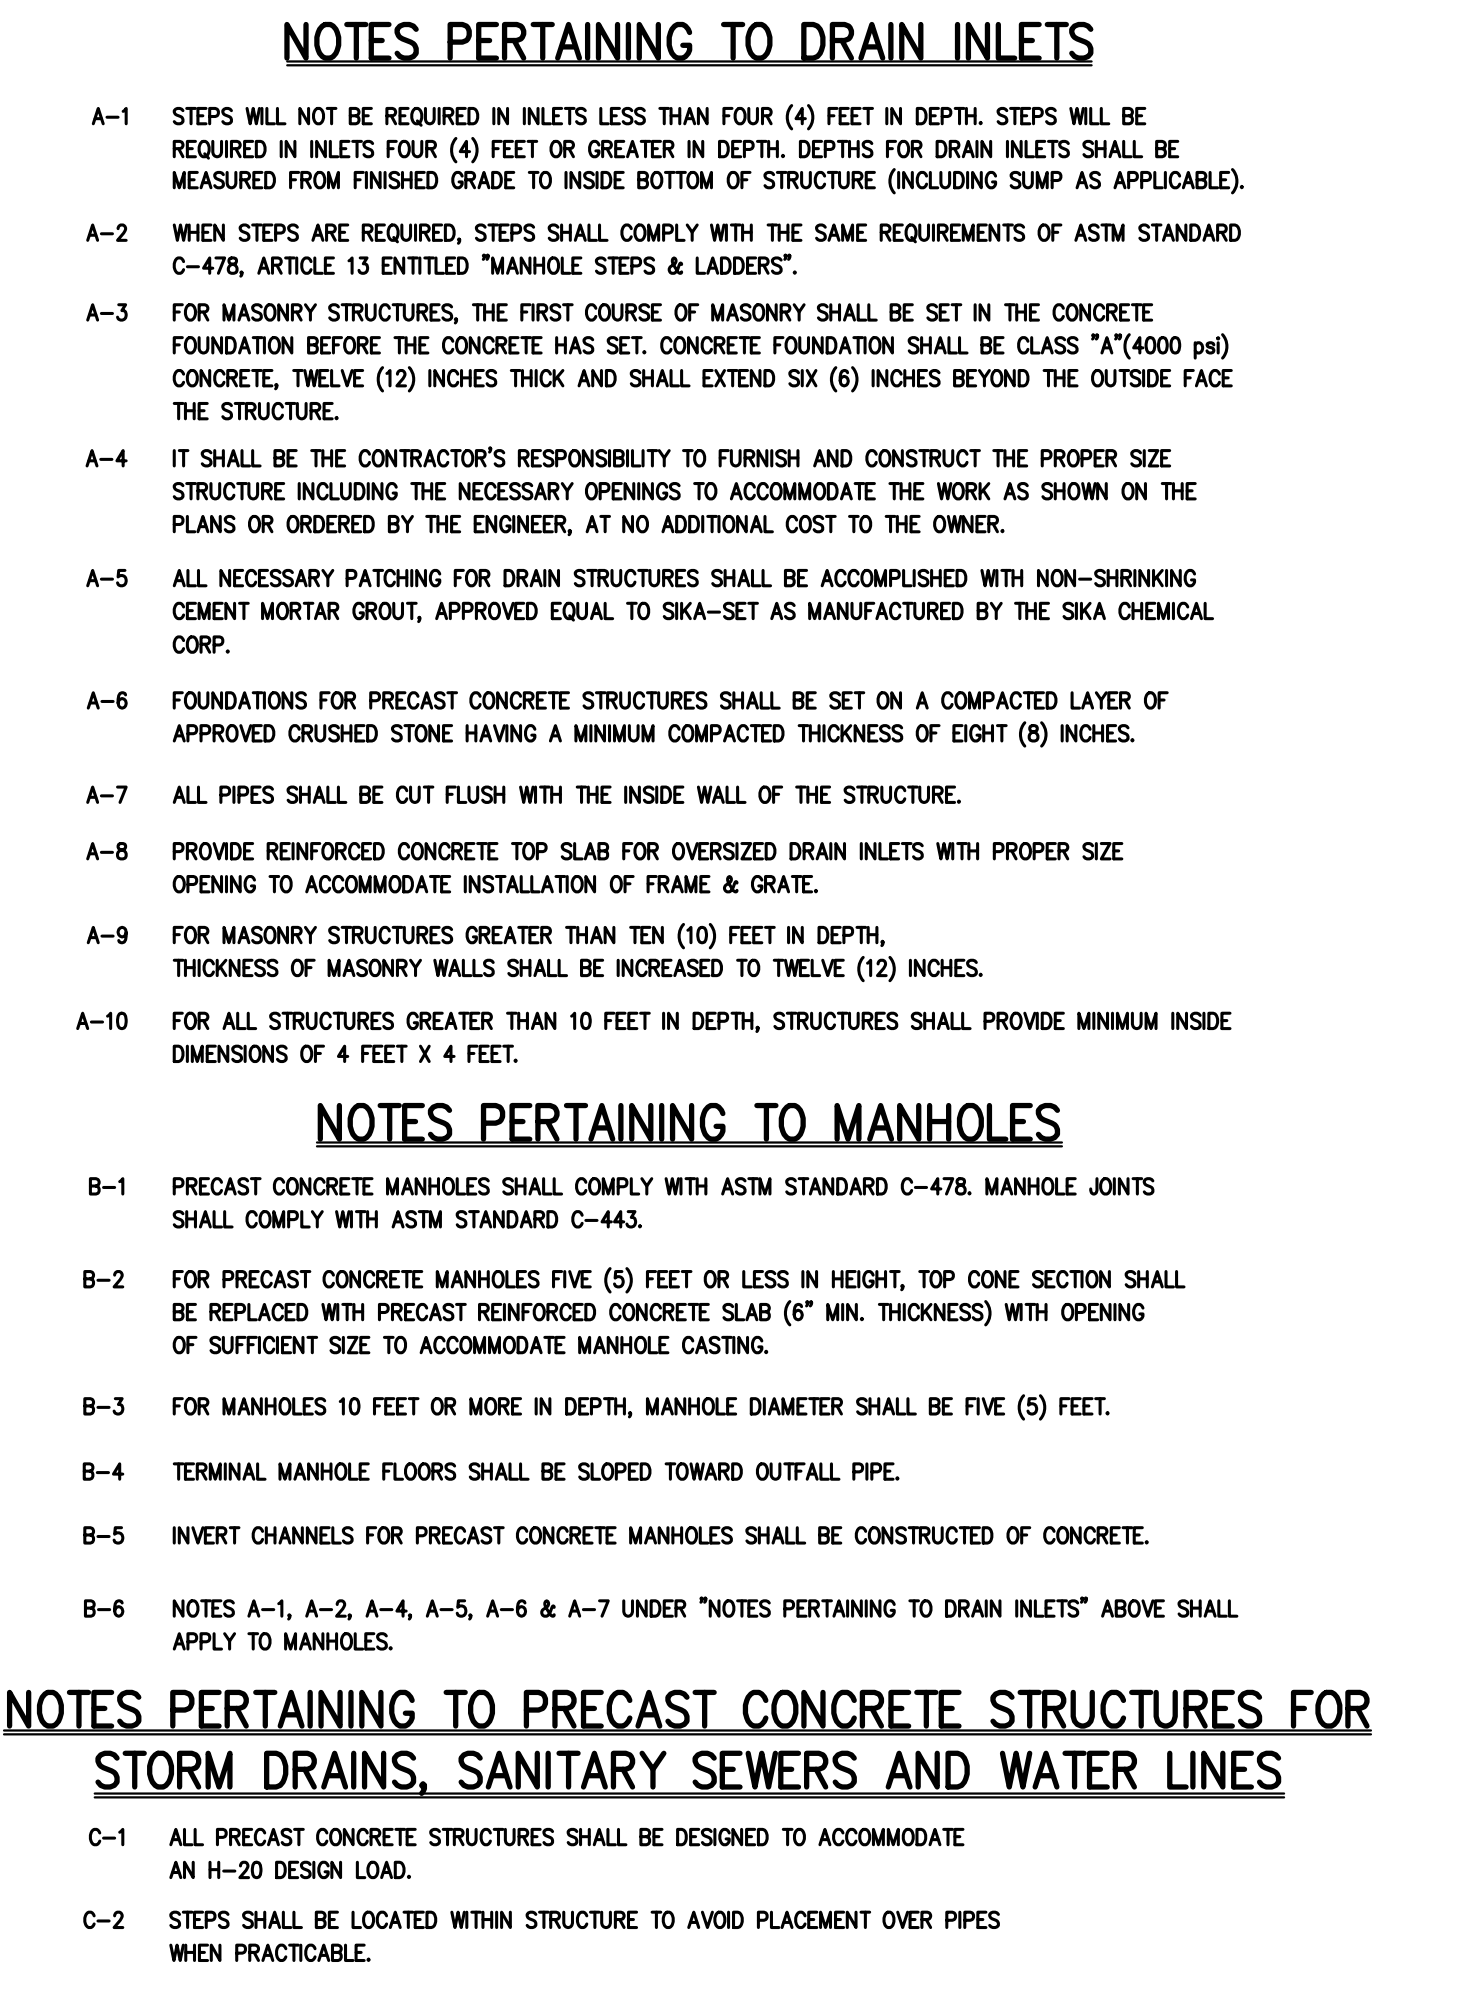 NOTES PERTAINING TO DRAIN INLETS
A-1 STEPS WILL NOT BE REQUIRED IN INLETS LESS THAN FOUR (4) FEET IN DEPTH. STEPS WILL BE
REQUIRED IN INLETS FOUR (4) FEET OR GREATER IN DEPTH. DEPTHS FOR DRAIN INLETS SHALL BE
MEASURED FROM FINISHED GRADE TO INSIDE BOTTOM OF STRUCTURE (INCLUDING SUMP AS APPLICABLE).
A-2 WHEN STEPS ARE REQUIRED, STEPS SHALL COMPLY WITH THE SAME REQUIREMENTS OF ASTM STANDARD
C-478, ARTICLE 13 ENTITLED "MANHOLE STEPS & LADDERS".
A-3 FOR MASONRY STRUCTURES, THE FIRST COURSE OF MASONRY SHALL BE SET IN THE CONCRETE
FOUNDATION BEFORE THE CONCRETE HAS SET. CONCRETE FOUNDATION SHALL BE CLASS "A"(4000 psi)
CONCRETE, TWELVE (12) INCHES THICK AND SHALL EXTEND SIX (6) INCHES BEYOND THE OUTSIDE FACE
THE STRUCTURE.
A-4 IT SHALL BE THE CONTRACTOR'S RESPONSIBILITY TO FURNISH AND CONSTRUCT THE PROPER SIZE
STRUCTURE INCLUDING THE NECESSARY OPENINGS TO ACCOMMODATE THE WORK AS SHOWN ON THE
PLANS OR ORDERED BY THE ENGINEER, AT NO ADDITIONAL COST TO THE OWNER.
A-5 ALL NECESSARY PATCHING FOR DRAIN STRUCTURES SHALL BE ACCOMPLISHED WITH NON-SHRINKING
CEMENT MORTAR GROUT, APPROVED EQUAL TO SIKA-SET AS MANUFACTURED BY THE SIKA CHEMICAL
CORP.
A-6 FOUNDATIONS FOR PRECAST CONCRETE STRUCTURES SHALL BE SET ON A COMPACTED LAYER OF
APPROVED CRUSHED STONE HAVING A MINIMUM COMPACTED THICKNESS OF EIGHT (8) INCHES.
A-7 ALL PIPES SHALL BE CUT FLUSH WITH THE INSIDE WALL OF THE STRUCTURE.
A-8 PROVIDE REINFORCED CONCRETE TOP SLAB FOR OVERSIZED DRAIN INLETS WITH PROPER SIZE
OPENING TO ACCOMMODATE INSTALLATION OF FRAME & GRATE.
A-9 FOR MASONRY STRUCTURES GREATER THAN TEN (10) FEET IN DEPTH,
THICKNESS OF MASONRY WALLS SHALL BE INCREASED TO TWELVE (12) INCHES.
A-10 FOR ALL STRUCTURES GREATER THAN 10 FEET IN DEPTH, STRUCTURES SHALL PROVIDE MINIMUM INSIDE
DIMENSIONS OF 4 FEET X 4 FEET.
NOTES PERTAINING TO MANHOLES
B-1 PRECAST CONCRETE MANHOLES SHALL COMPLY WITH ASTM STANDARD C-478. MANHOLE JOINTS
SHALL COMPLY WITH ASTM STANDARD C-443.
B-2 FOR PRECAST CONCRETE MANHOLES FIVE (5) FEET OR LESS IN HEIGHT, TOP CONE SECTION SHALL
BE REPLACED WITH PRECAST REINFORCED CONCRETE SLAB (6" MIN. THICKNESS) WITH OPENING
OF SUFFICIENT SIZE TO ACCOMMODATE MANHOLE CASTING.
B-3 FOR MANHOLES 10 FEET OR MORE IN DEPTH, MANHOLE DIAMETER SHALL BE FIVE (5) FEET.
B-4 TERMINAL MANHOLE FLOORS SHALL BE SLOPED TOWARD OUTFALL PIPE.
B-5 INVERT CHANNELS FOR PRECAST CONCRETE MANHOLES SHALL BE CONSTRUCTED OF CONCRETE.
B-6 NOTES A-1, A-2, A-4, A-5, A-6 & A-7 UNDER "NOTES PERTAINING TO DRAIN INLETS" ABOVE SHALL
APPLY TO MANHOLES.
NOTES PERTAINING TO PRECAST CONCRETE STRUCTURES FOR
STORM DRAINS, SANITARY SEWERS AND WATER LINES
C-1 ALL PRECAST CONCRETE STRUCTURES SHALL BE DESIGNED TO ACCOMMODATE
AN H-20 DESIGN LOAD.
C-2 STEPS SHALL BE LOCATED WITHIN STRUCTURE TO AVOID PLACEMENT OVER PIPES
WHEN PRACTICABLE.